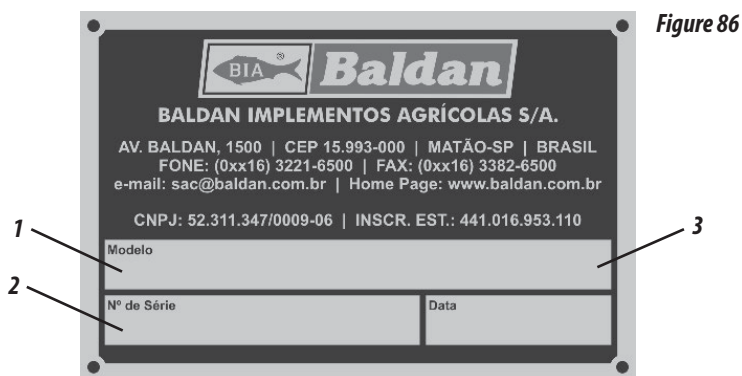 Figure 86
BIA ®
Baldan
BALDAN IMPLEMENTOS AGRÍCOLAS S/A.
AV. BALDAN, 1500 | CEP 15.993-000 | MATÃO-SP | BRASIL
FONE: (0xx16) 3221-6500 | FAX: (0xx16) 3382-6500
e-mail: sac@baldan.com.br | Home Page: www.baldan.com.br
CNPJ: 52.311.347/0009-06 | INSCR. EST.: 441.016.953.110
1
3
Modelo
2
Nº de Série
Data